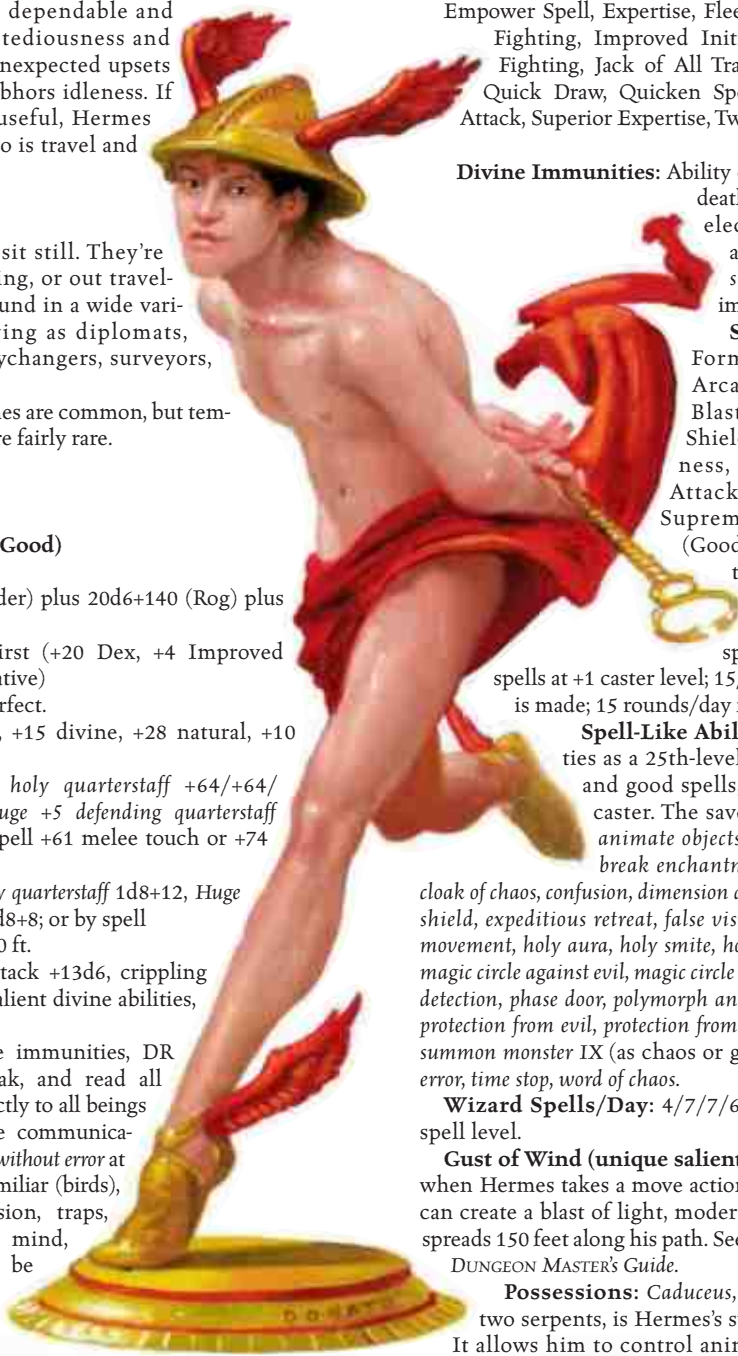 dependable and
tediousness and
nexpected upsets
bhors idleness. If
useful, Hermes
o is travel and
sit still. They're
ing, or out travel-
und in a wide vari-
ving as diplomats,
ychangers, surveyors,
nes are common, but tem-
re fairly rare.
Good)
der) plus 20d6+140 (Rog) plus
irst (+20 Dex, +4 Improved
ative)
rfect.
, +15 divine, +28 natural, +10
holy quarterstaff +64/+64/
uge +5 defending quarterstaff
pell +61 melee touch or +74
y quarterstaff 1d8+12, Huge
d8+8; or by spell
0 ft.
tack +13d6, crippling
alient divine abilities,
e immunities, DR
ak, and read all
ctly to all beings
e communica-
without error at
miliar (birds),
sion, traps,
mind,
be
DONATO
Empower Spell, Expertise, Flee
Fighting, Improved Init
Fighting, Jack of All Tra
Quick Draw, Quicken Sp
Attack, Superior Expertise, Tw
Divine Immunities: Ability
death
elec
a
s
im
S
Form
Arca
Blast
Shiel
ness,
Attack
Suprem
(Good
t
sp
spells at +1 caster level; 15/
is made; 15 rounds/day
Spell-Like Abil
ties as a 25th-level
and good spells,
caster. The save
animate objects
break enchantn
cloak of chaos, confusion, dimension d
shield, expeditious retreat, false vis
movement, holy aura, holy smite, ho
magic circle against evil, magic circle
detection, phase door, polymorph an
protection from evil, protection from
summon monster IX (as chaos or g
error, time stop, word of chaos.
Wizard Spells/Day: 4/7/7/6
spell level.
Gust of Wind (unique salient
when Hermes takes a move action
can create a blast of light, moder
spreads 150 feet along his path. See
DUNGEON MASTER's Guide.
Possessions: Caduceus,
two serpents, is Hermes's s
It allows him to control anim